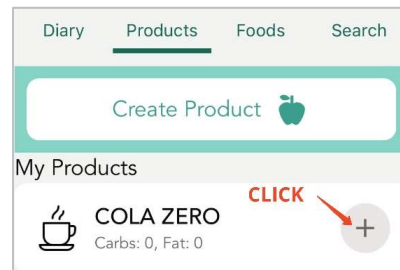 Diary Products Foods Search
Create Product
My Products
CLICK
COLA ZERO
Carbs: 0, Fat: 0
+